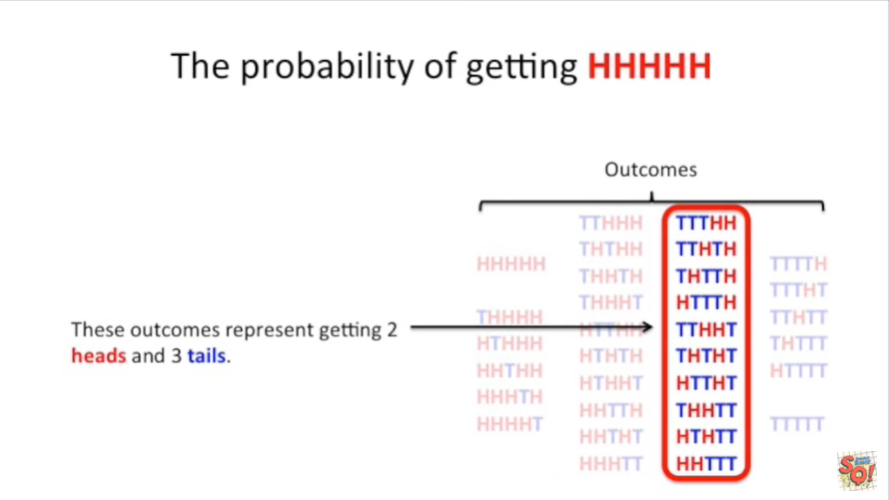 The probability of getting HHHHH
Outcomes
These outcomes represent getting 2
heads and 3 tails.
HHHHH
THHHH
HTHHH
HHTHH
HHHTH
HHHHT
TTHHH
THTHH
THHTH
THHHT
HTTHH
HTHTH
HTHHT
HHTTH
HHTHT
HHHTT
TTTHH
TTHTH
THTTH
HTTTH
TTHHT
THTHT
HTTHT
THHTT
HTHTT
HHTTT
TTTTH
TTTHT
TTHTT
THTTT
HTTTT
TTTTT
SQ!